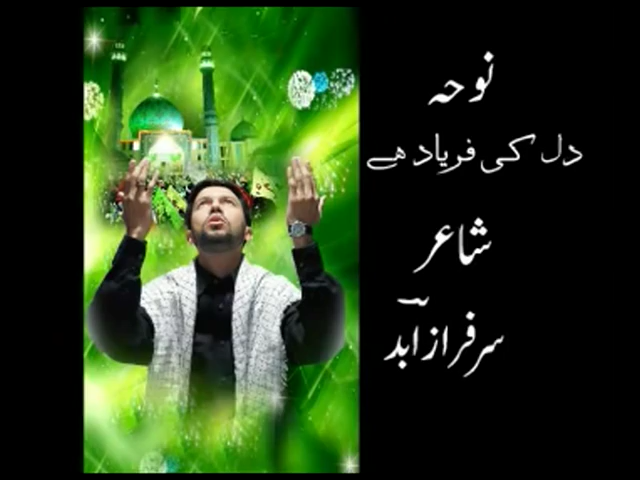 نوحہ
دل کی فریاد ہے
شاعر
سرفراز ابد